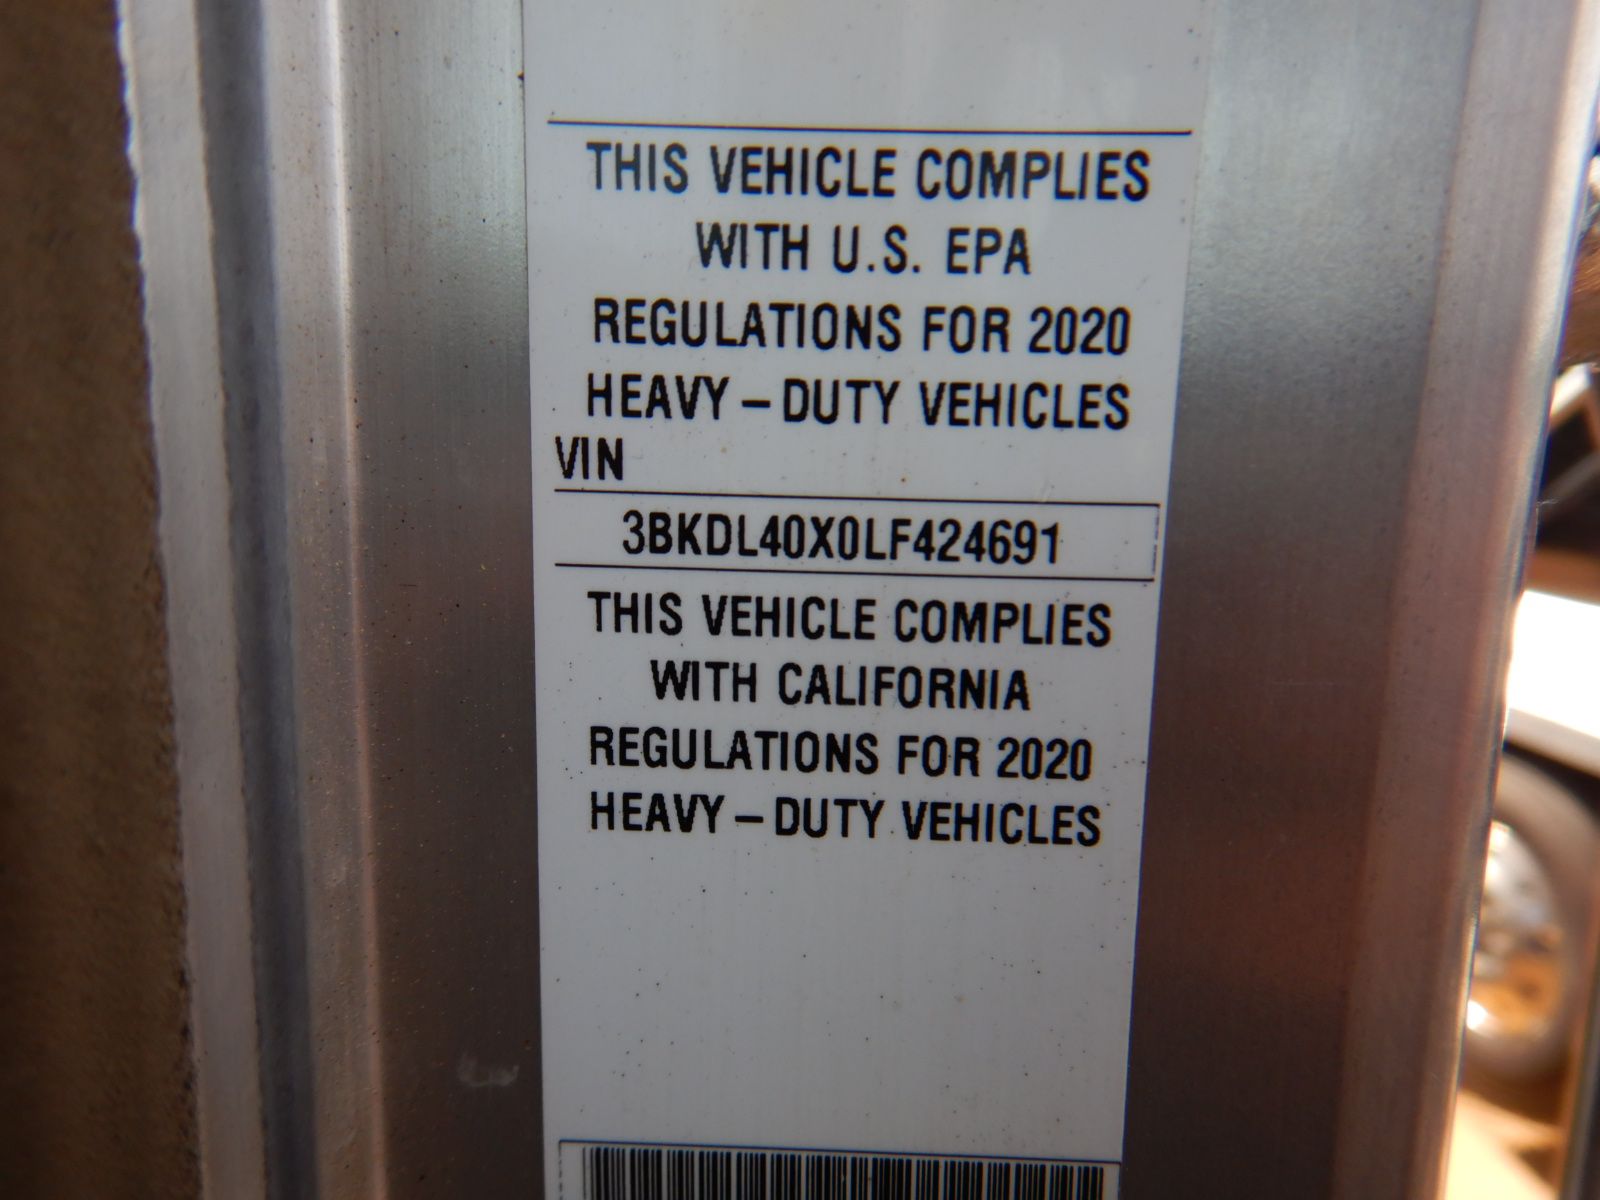 THIS VEHICLE COMPLIES
WITH U.S. EPA
REGULATIONS FOR 2020
HEAVY – DUTY VEHICLES
VIN
3BKDL40X0LF424691
THIS VEHICLE COMPLIES
WITH CALIFORNIA
REGULATIONS FOR 2020
HEAVY – DUTY VEHICLES